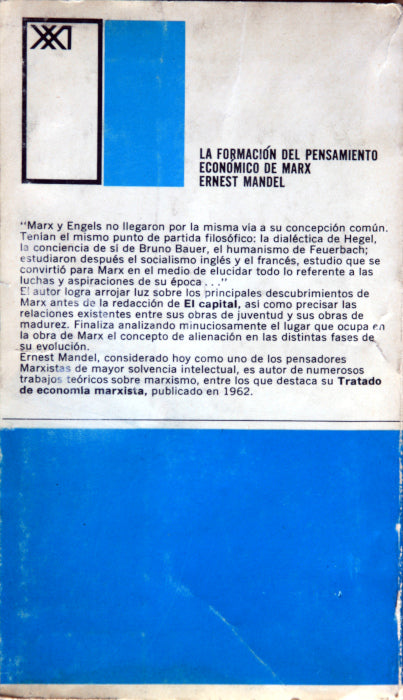 XXI
LA FORMACIÓN DEL PENSAMIENTO
ECONÓMICO DE MARX
ERNEST MANDEL
"Marx y Engels no llegaron por la misma vía a su concepción común.
Tenían el mismo punto de partida filosófico: la dialéctica de Hegel,
la conciencia de sí de Bruno Bauer, el humanismo de Feuerbach;
estudiaron después el socialismo inglés y el francés, estudio que se
convirtió para Marx en el medio de elucidar todo lo referente a las
luchas y aspiraciones de su época . . ."
El autor logra arrojar luz sobre los principales descubrimientos de
Marx antes de la redacción de El capital, así como precisar las
relaciones existentes entre sus obras de juventud y sus obras de
madurez. Finaliza analizando minuciosamente el lugar que ocupa en
la obra de Marx el concepto de alienación en las distintas fases de
su evolución.
Ernest Mandel, considerado hoy como uno de los pensadores
Marxistas de mayor solvencia intelectual, es autor de numerosos
trabajos teóricos sobre marxismo, entre los que destaca su Tratado
de economía marxista, publicado en 1962.